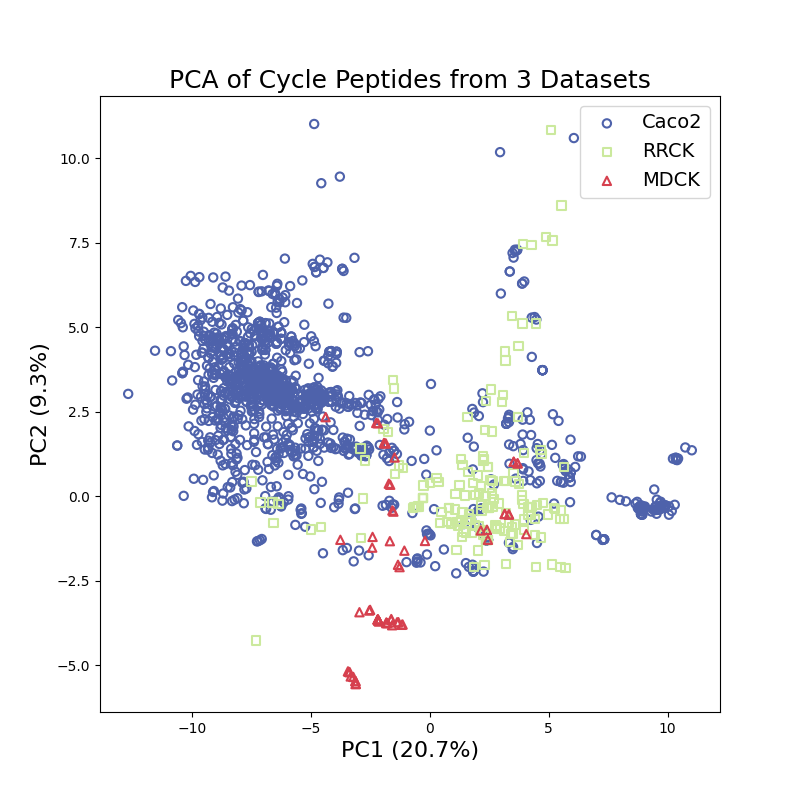 PCA of Cycle Peptides from 3 Datasets
Caco2
RRCK
MDCK
10.0
7.5
5.0
2.5
0.0
−2.5
−5.0
PC2 (9.3%)
−10
−5
0
5
10
PC1 (20.7%)